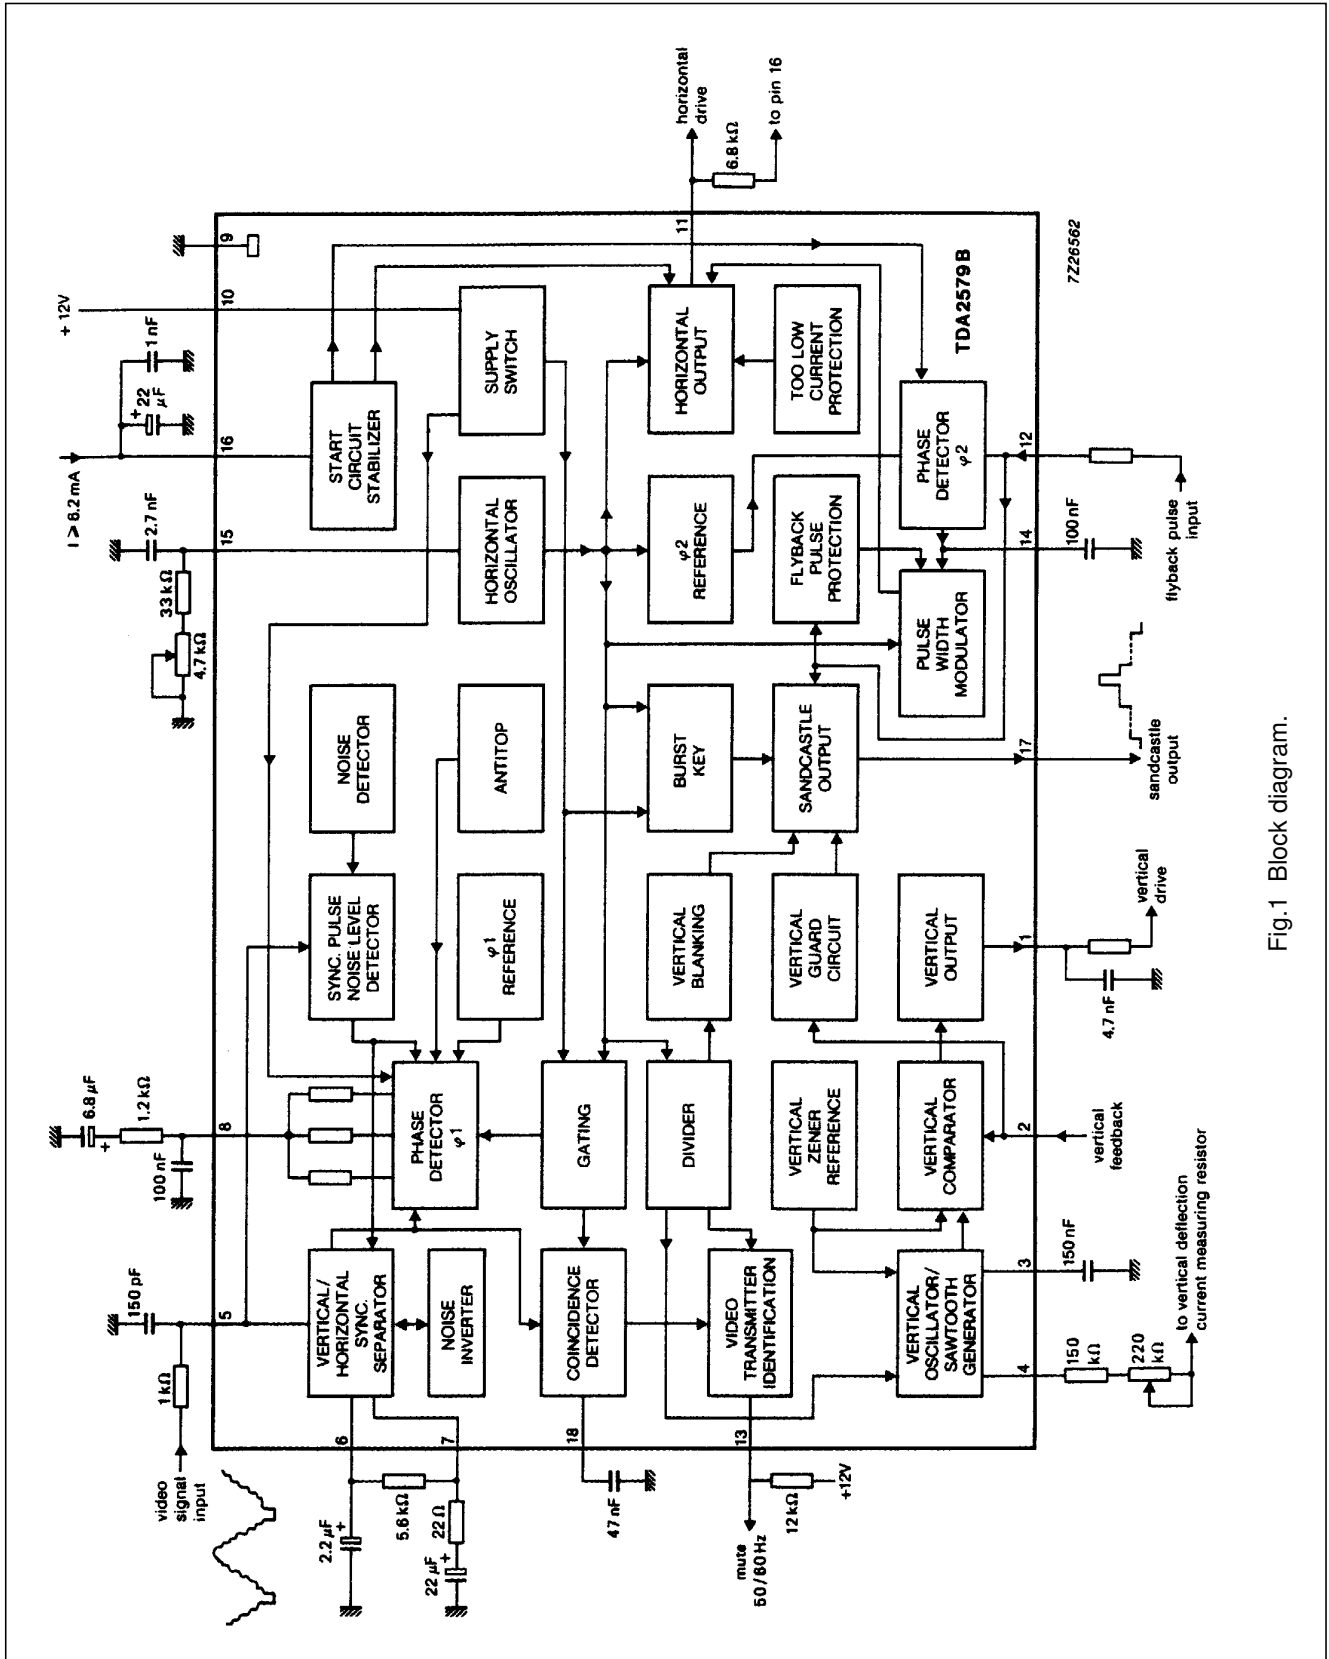 video
signal
input
1 kΩ
150 pF
100 nF
6.8 µF
+
1.2 kΩ
4.7 kΩ
33 kΩ
2.7 nF
I ⩾ 6.2 mA
+ 22
µF
1 nF
+ 12V
5
8
15
16
10
9
2.2 µF
+
5.6 kΩ
22 µF
+
22 Ω
6
7
VERTICAL/
HORIZONTAL
SYNC.
SEPARATOR
NOISE
INVERTER
SYNC. PULSE
NOISE LEVEL
DETECTOR
NOISE
DETECTOR
START
CIRCUIT
STABILIZER
PHASE
DETECTOR
φ1
φ1
REFERENCE
ANTITOP
HORIZONTAL
OSCILLATOR
SUPPLY
SWITCH
47 nF
18
COINCIDENCE
DETECTOR
GATING
mute
50/60 Hz
12 kΩ
+12V
13
VIDEO
TRANSMITTER
IDENTIFICATION
DIVIDER
VERTICAL
BLANKING
BURST
KEY
φ2
REFERENCE
HORIZONTAL
OUTPUT
11
horizontal
drive
6.8 kΩ
to pin 16
VERTICAL
ZENER
REFERENCE
VERTICAL
GUARD
CIRCUIT
SANDCASTLE
OUTPUT
FLYBACK
PULSE
PROTECTION
TOO LOW
CURRENT
PROTECTION
VERTICAL
OSCILLATOR/
SAWTOOTH
GENERATOR
VERTICAL
COMPARATOR
VERTICAL
OUTPUT
PULSE
WIDTH
MODULATOR
PHASE
DETECTOR
φ2
TDA2579B
4
3
2
1
17
14
12
150
kΩ
220
kΩ
to vertical deflection
current measuring resistor
150 nF
vertical
feedback
4.7 nF
vertical
drive
sandcastle
output
100 nF
flyback pulse
input
7Z26562
Fig.1 Block diagram.